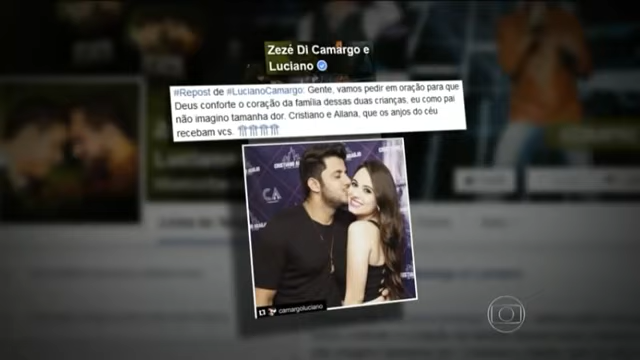 Zezé Di Camargo e
Luciano
#Repost de #LucianoCamargo: Gente, vamos pedir em oração para que
Deus conforte o coração da família dessas duas crianças, eu como pai
não imagino tamanha dor. Cristiano e Allana, que os anjos do céu
recebam vcs.
CA
camargoluciano